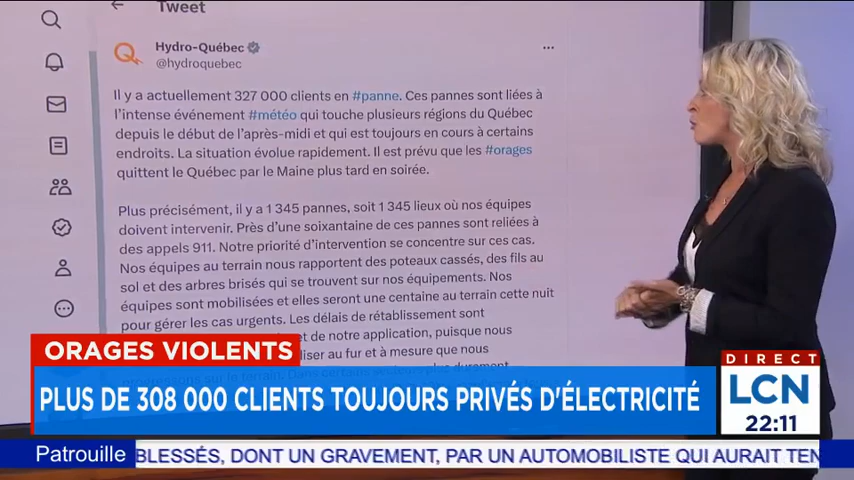 Tweet
Hydro-Québec
@hydroquebec
Il y a actuellement 327 000 clients en #panne. Ces pannes sont liées à
l'intense événement #météo qui touche plusieurs régions du Québec
depuis le début de l'après-midi et qui est toujours en cours à certains
endroits. La situation évolue rapidement. Il est prévu que les #orages
quittent le Québec par le Maine plus tard en soirée.
Plus précisément, il y a 1 345 pannes, soit 1 345 lieux où nos équipes
doivent intervenir. Près d'une soixantaine de ces pannes sont reliées à
des appels 911. Notre priorité d'intervention se concentre sur ces cas.
Nos équipes au terrain nous rapportent des poteaux cassés, des fils au
sol et des arbres brisés qui se trouvent sur nos équipements. Nos
équipes sont mobilisées et elles seront une centaine au terrain cette nuit
pour gérer les cas urgents. Les délais de rétablissement sont
et de notre application, puisque nous
liser au fur et à mesure que nous
ORAGES VIOLENTS
PLUS DE 308 000 CLIENTS TOUJOURS PRIVÉS D'ÉLECTRICITÉ
DIRECT
LCN
22:11
Patrouille BLESSÉS, DONT UN GRAVEMENT, PAR UN AUTOMOBILISTE QUI AURAIT TEN